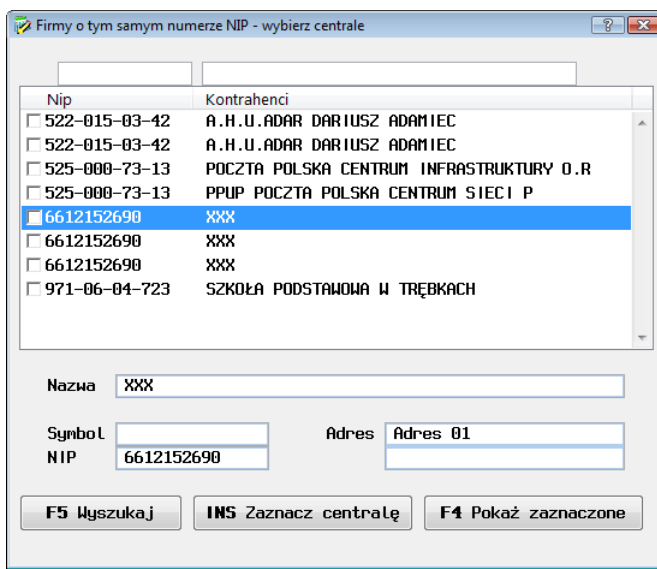 Firmy o tym samym numerze NIP - wybierz centrale
Nip Kontrahenci
522-015-03-42 A.H.U.ADAR DARIUSZ ADAMIEC
522-015-03-42 A.H.U.ADAR DARIUSZ ADAMIEC
525-000-73-13 POCZTA POLSKA CENTRUM INFRASTRUKTURY O.R
525-000-73-13 PPUP POCZTA POLSKA CENTRUM SIECI P
6612152690 XXX
6612152690 XXX
6612152690 XXX
971-06-04-723 SZKOŁA PODSTAWOWA W TRĘBKACH
Nazwa XXX
Symbol Adres Adres 01
NIP 6612152690
F5 Wyszukaj INS Zaznacz centralę F4 Pokaż zaznaczone